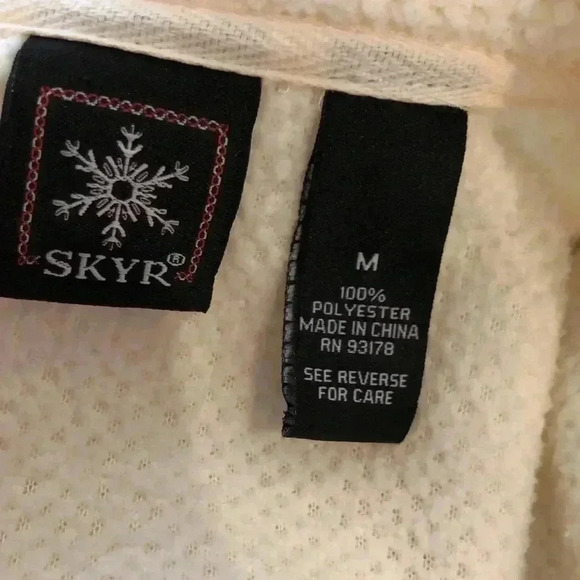 SKYR®
M
100%
POLYESTER
MADE IN CHINA
RN 93178
SEE REVERSE
FOR CARE